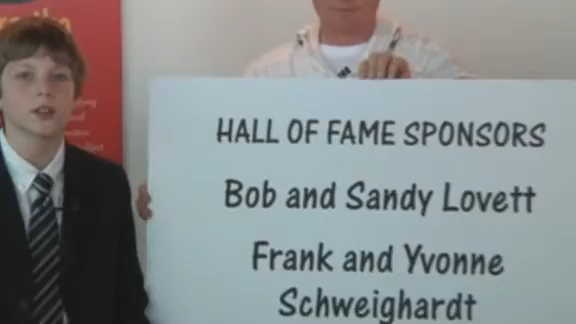 HALL OF FAME SPONSORS
Bob and Sandy Lovett
Frank and Yvonne
Schweighardt